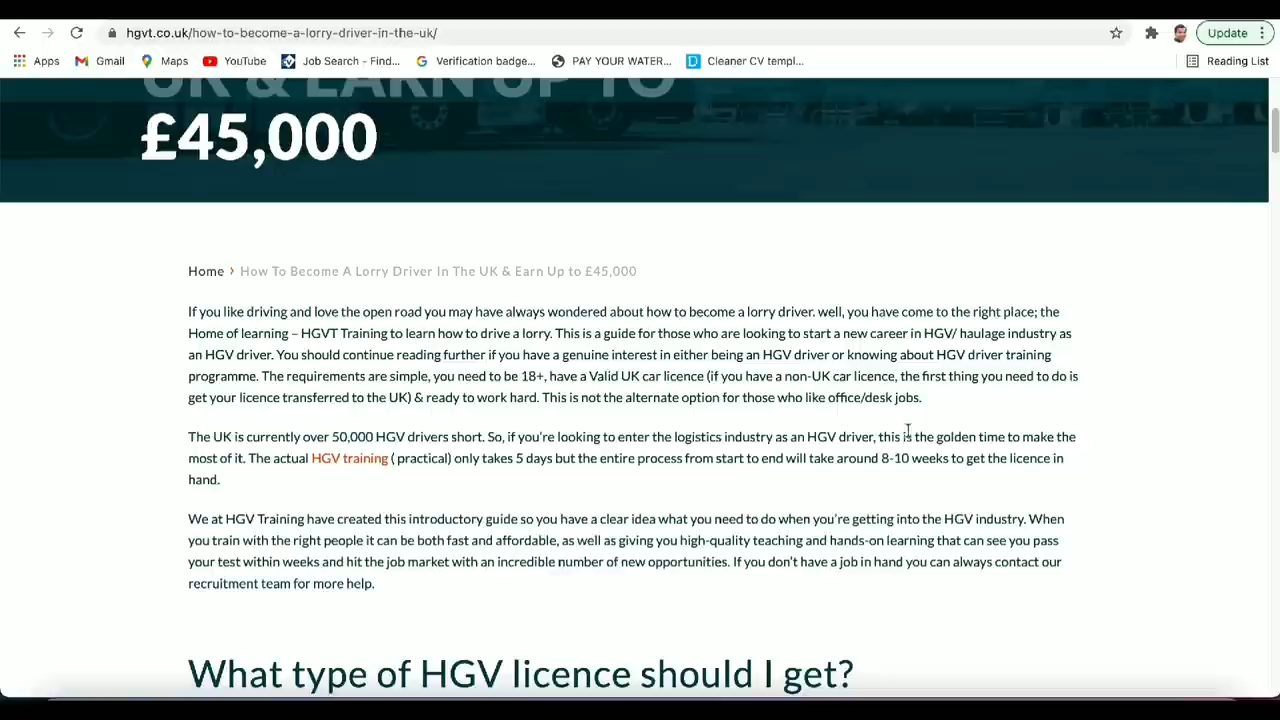 hgvt.co.uk/how-to-become-a-lorry-driver-in-the-uk/
Update
Apps
Gmail
Maps
YouTube
Job Search - Find...
Verification badge...
PAY YOUR WATER...
Cleaner CV templ...
Reading List
UK & EARN UP TO
£45,000
Home › How To Become A Lorry Driver In The UK & Earn Up to £45,000
If you like driving and love the open road you may have always wondered about how to become a lorry driver. well, you have come to the right place; the
Home of learning – HGVT Training to learn how to drive a lorry. This is a guide for those who are looking to start a new career in HGV/ haulage industry as
an HGV driver. You should continue reading further if you have a genuine interest in either being an HGV driver or knowing about HGV driver training
programme. The requirements are simple, you need to be 18+, have a Valid UK car licence (if you have a non-UK car licence, the first thing you need to do is
get your licence transferred to the UK) & ready to work hard. This is not the alternate option for those who like office/desk jobs.
The UK is currently over 50,000 HGV drivers short. So, if you're looking to enter the logistics industry as an HGV driver, this is the golden time to make the
most of it. The actual HGV training ( practical) only takes 5 days but the entire process from start to end will take around 8-10 weeks to get the licence in
hand.
We at HGV Training have created this introductory guide so you have a clear idea what you need to do when you're getting into the HGV industry. When
you train with the right people it can be both fast and affordable, as well as giving you high-quality teaching and hands-on learning that can see you pass
your test within weeks and hit the job market with an incredible number of new opportunities. If you don't have a job in hand you can always contact our
recruitment team for more help.
What type of HGV licence should I get?